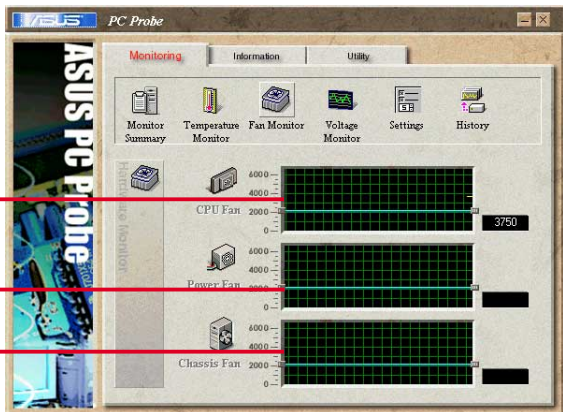 ASUS PC Probe
Monitoring Information Utility
Monitor Summary
Temperature Monitor
Fan Monitor
Voltage Monitor
Settings
History
ASUS PC Probe
Hardware Monitor
6000
4000
2000
0
CPU Fan
3750
6000
4000
2000
0
Power Fan
6000
4000
2000
0
Chassis Fan